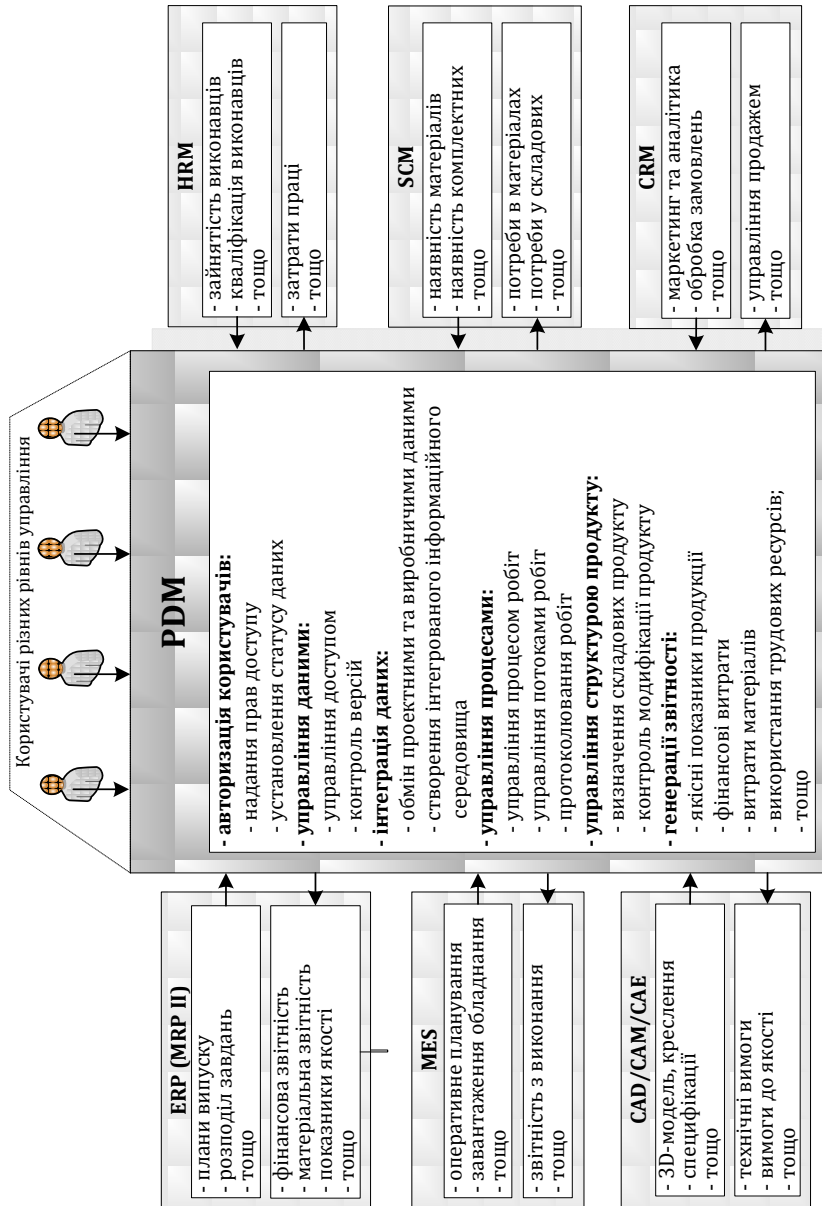 Користувачі різних рівнів управління
ERP (MRP II)
- плани випуску
- розподіл завдань
- тощо
- фінансова звітність
- матеріальна звітність
- показники якості
- тощо
MES
- оперативне планування
- завантаження обладнання
- тощо
- звітність з виконання
- тощо
CAD/CAM/CAE
- 3D-модель, креслення
- специфікації
- тощо
- технічні вимоги
- вимоги до якості
- тощо
PDM
- авторизація користувачів:
- надання прав доступу
- установлення статусу даних
- управління даними:
- управління доступом
- контроль версій
- інтеграція даних:
- обмін проектними та виробничими даними
- створення інтегрованого інформаційного
середовища
- управління процесами:
- управління процесом робіт
- управління потоками робіт
- протоколювання робіт
- управління структурою продукту:
- визначення складових продукту
- контроль модифікації продукту
- генерації звітності:
- якісні показники продукції
- фінансові витрати
- витрати матеріалів
- використання трудових ресурсів;
- тощо
HRM
- зайнятість виконавців
- кваліфікація виконавців
- тощо
- затрати праці
- тощо
SCM
- наявність матеріалів
- наявність комплектних
- тощо
- потреби в матеріалах
- потреби у складових
- тощо
CRM
- маркетинг та аналітика
- обробка замовлень
- тощо
- управління продажем
- тощо